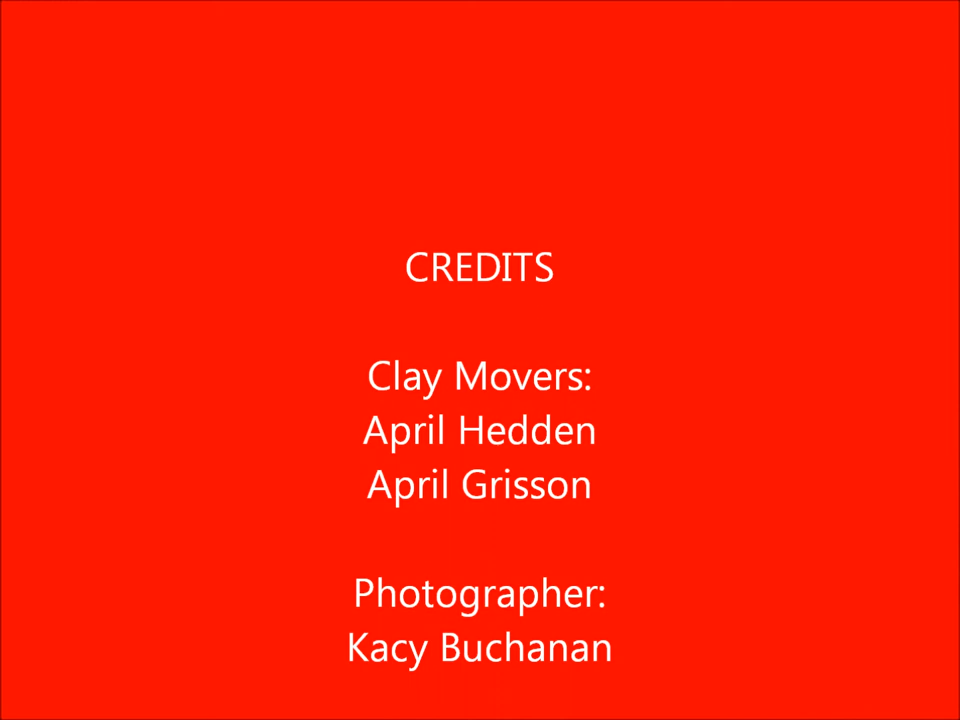 CREDITS
Clay Movers:
April Hedden
April Grisson
Photographer:
Kacy Buchanan